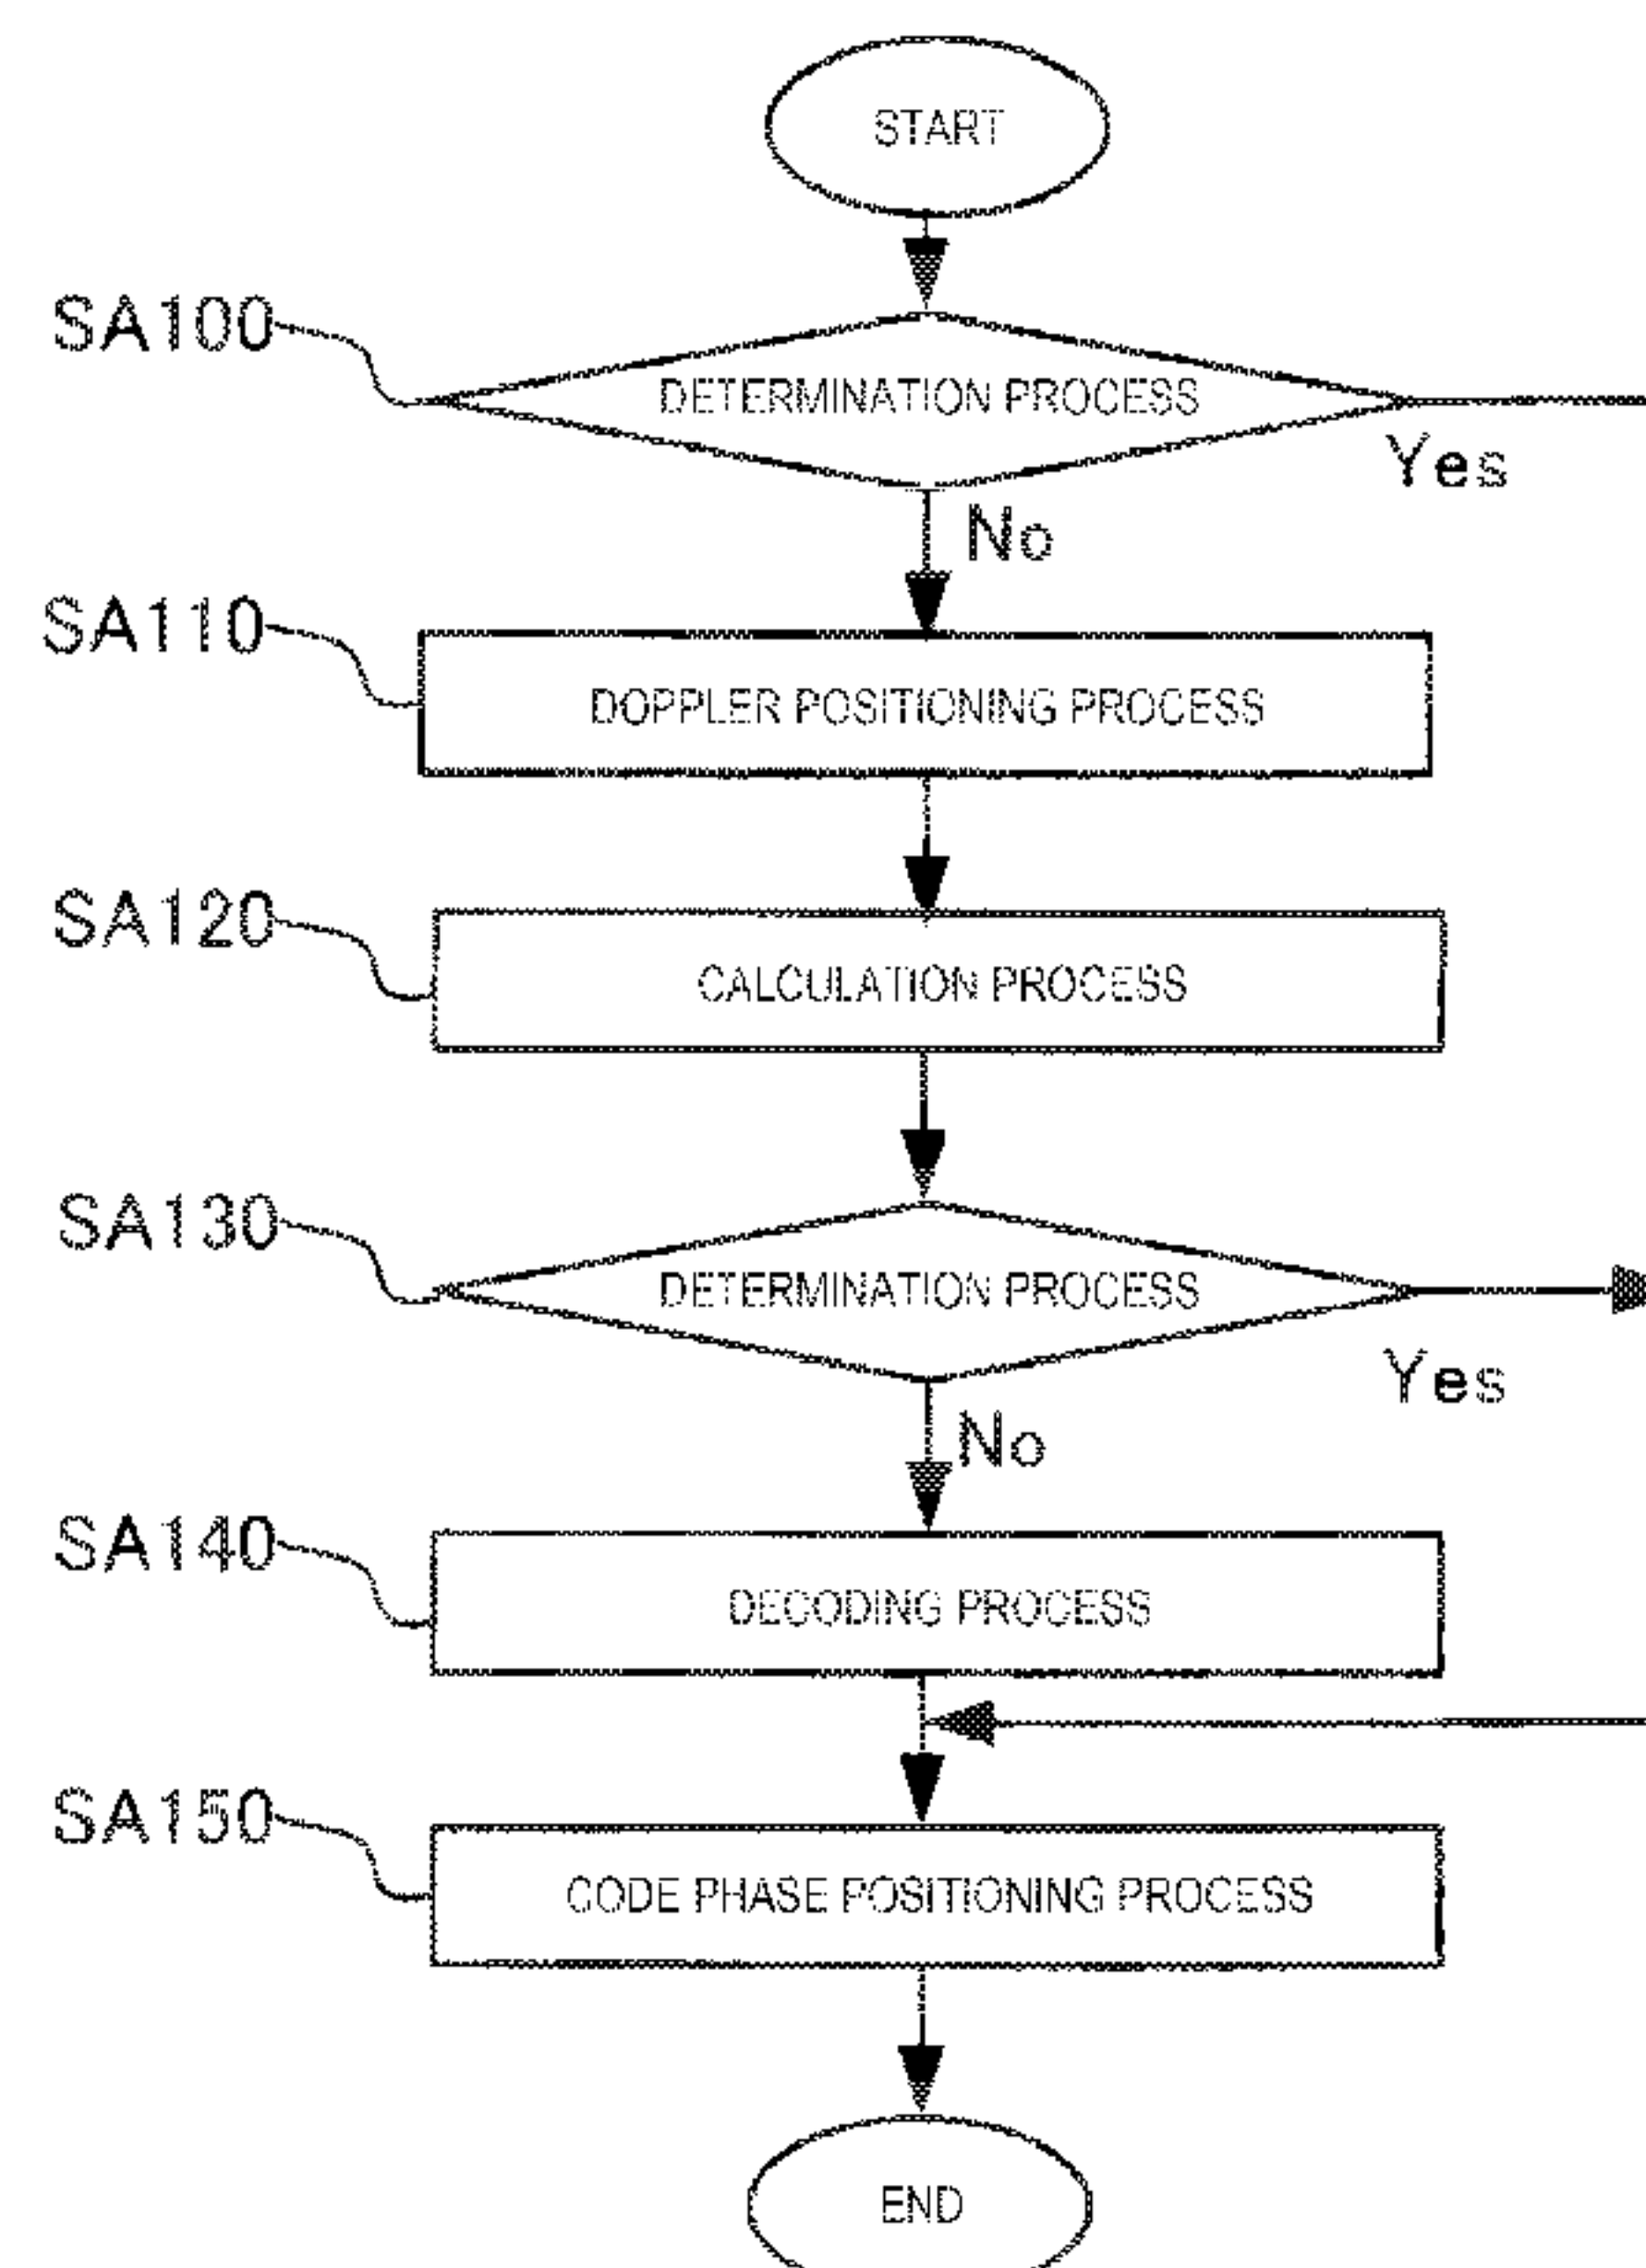 START
SA100
DETERMINATION PROCESS
Yes
No
SA110
DOPPLER POSITIONING PROCESS
SA120
CALCULATION PROCESS
SA130
DETERMINATION PROCESS
Yes
No
SA140
DECODING PROCESS
SA150
CODE PHASE POSITIONING PROCESS
END